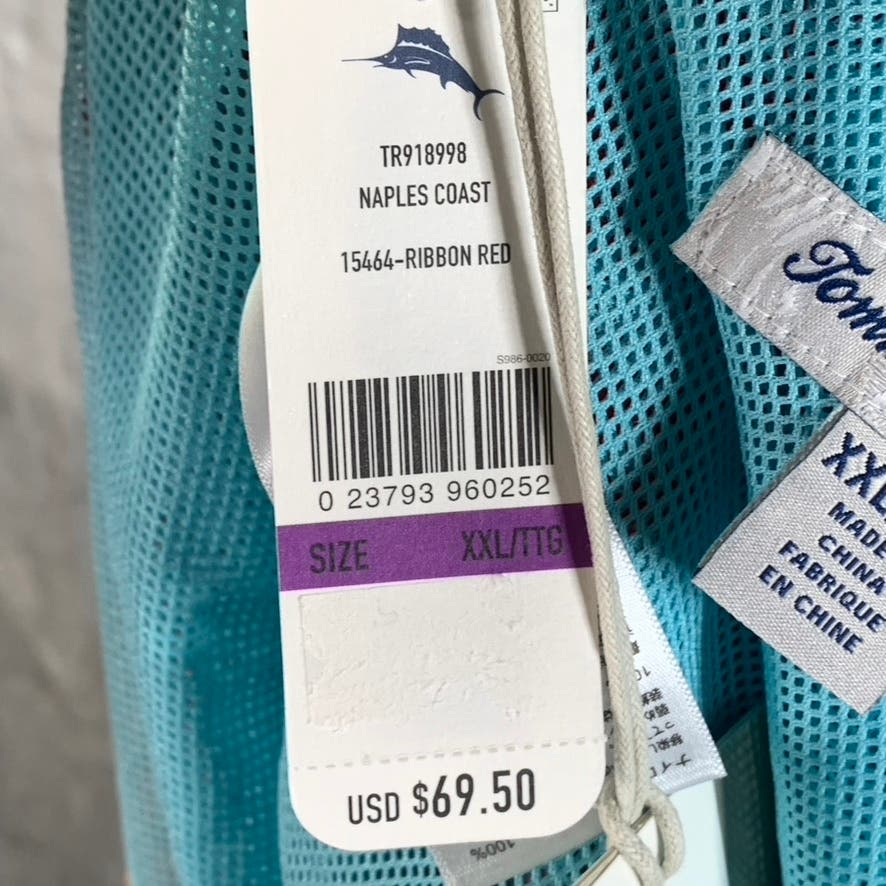 TR918998
NAPLES COAST
15464-RIBBON RED
S986-0020
0 23793 960252
SIZE XXL/TTG
USD $69.50
XXL
MADE
CHINA
FABRIQUE
EN CHINE
100%